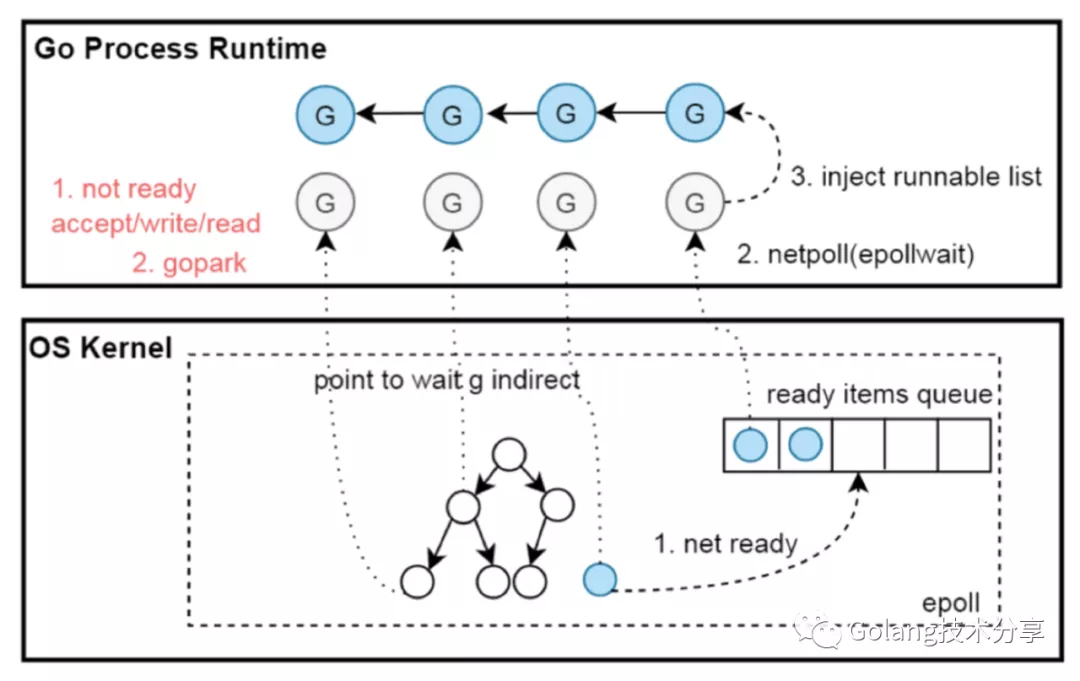 Go Process Runtime
G
G
G
G
1. not ready
accept/write/read
2. gopark
G
G
G
G
3. inject runnable list
2. netpoll(epollwait)
OS Kernel
point to wait g indirect
ready items queue
1. net ready
epoll
Golang技术分享